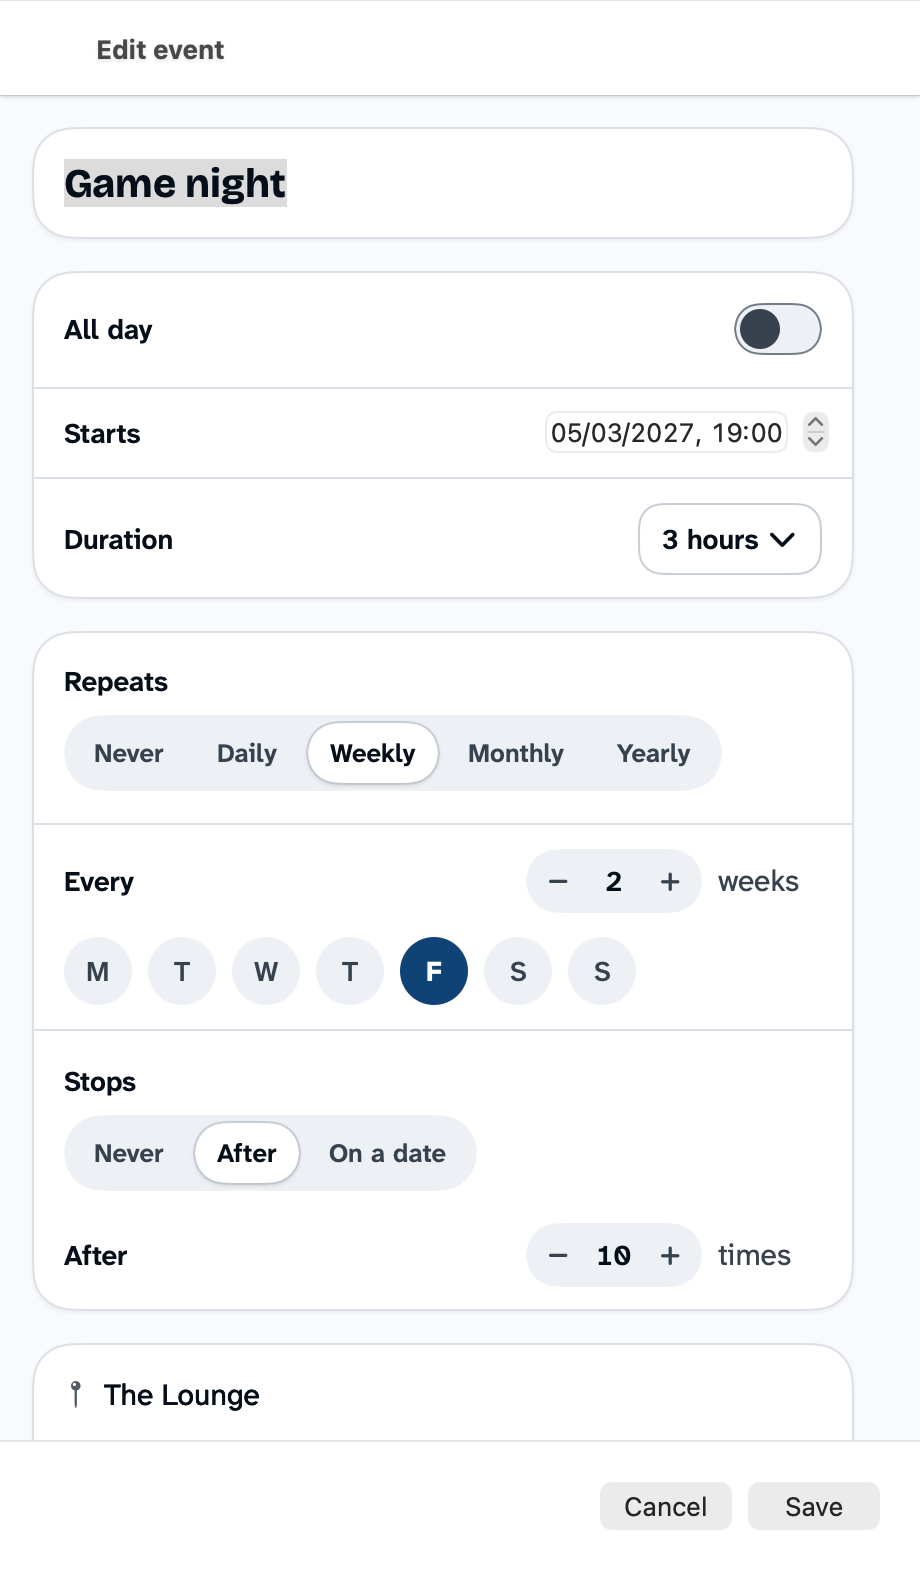 Edit event
Game night
All day
Starts 05/03/2027, 19:00
Duration 3 hours
Repeats
Never Daily Weekly Monthly Yearly
Every − 2 + weeks
M T W T F S S
Stops
Never After On a date
After − 10 + times
The Lounge
Cancel Save